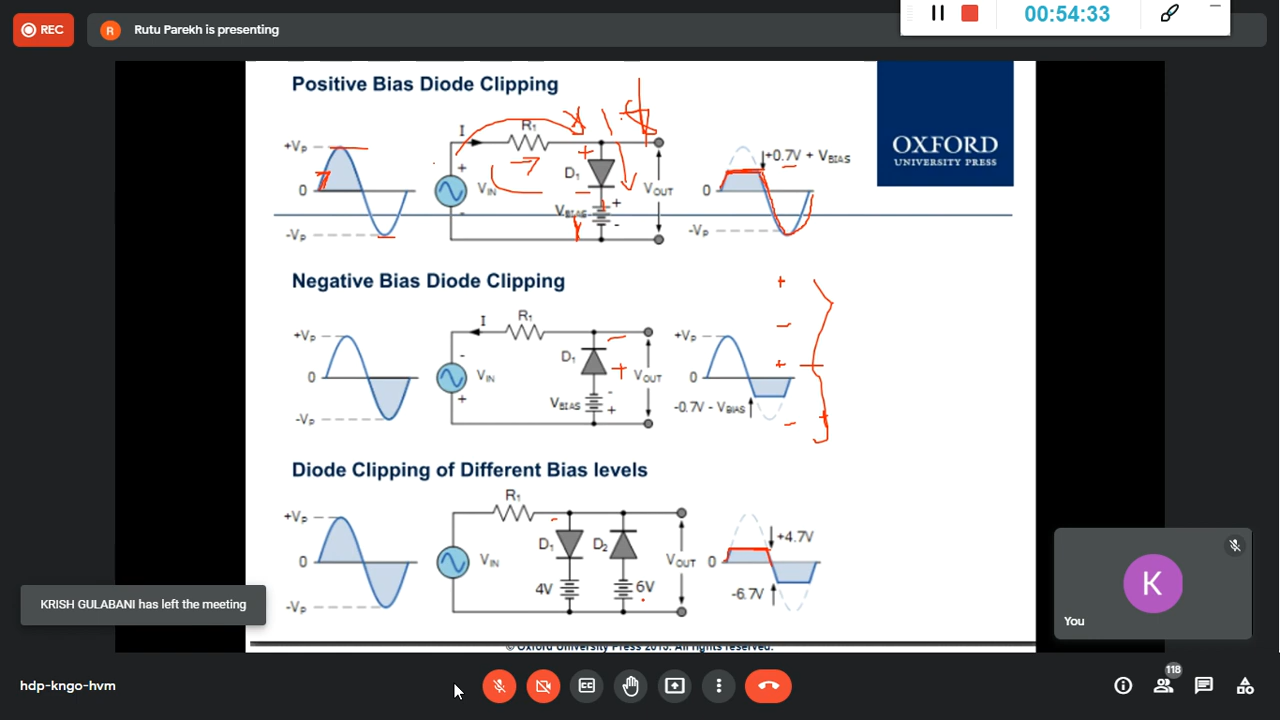 REC
Rutu Parekh is presenting
00:54:33
Positive Bias Diode Clipping
+Vp
0
-Vp
I
R1
+
VIN
-
D1
VBIAS
+
-
VOUT
+0.7V + VBIAS
0
-Vp
OXFORD
UNIVERSITY PRESS
+
-
Negative Bias Diode Clipping
+Vp
0
-Vp
I
R1
-
VIN
+
D1
VBIAS
-
+
VOUT
-
+
+Vp
0
-0.7V - VBIAS
+
-
+
-
Diode Clipping of Different Bias levels
+Vp
0
-Vp
R1
VIN
D1
D2
4V
6V
VOUT
0
+4.7V
-6.7V
© Oxford University Press 2013. All rights reserved.
KRISH GULABANI has left the meeting
K
You
hdp-kngo-hvm
CC
118